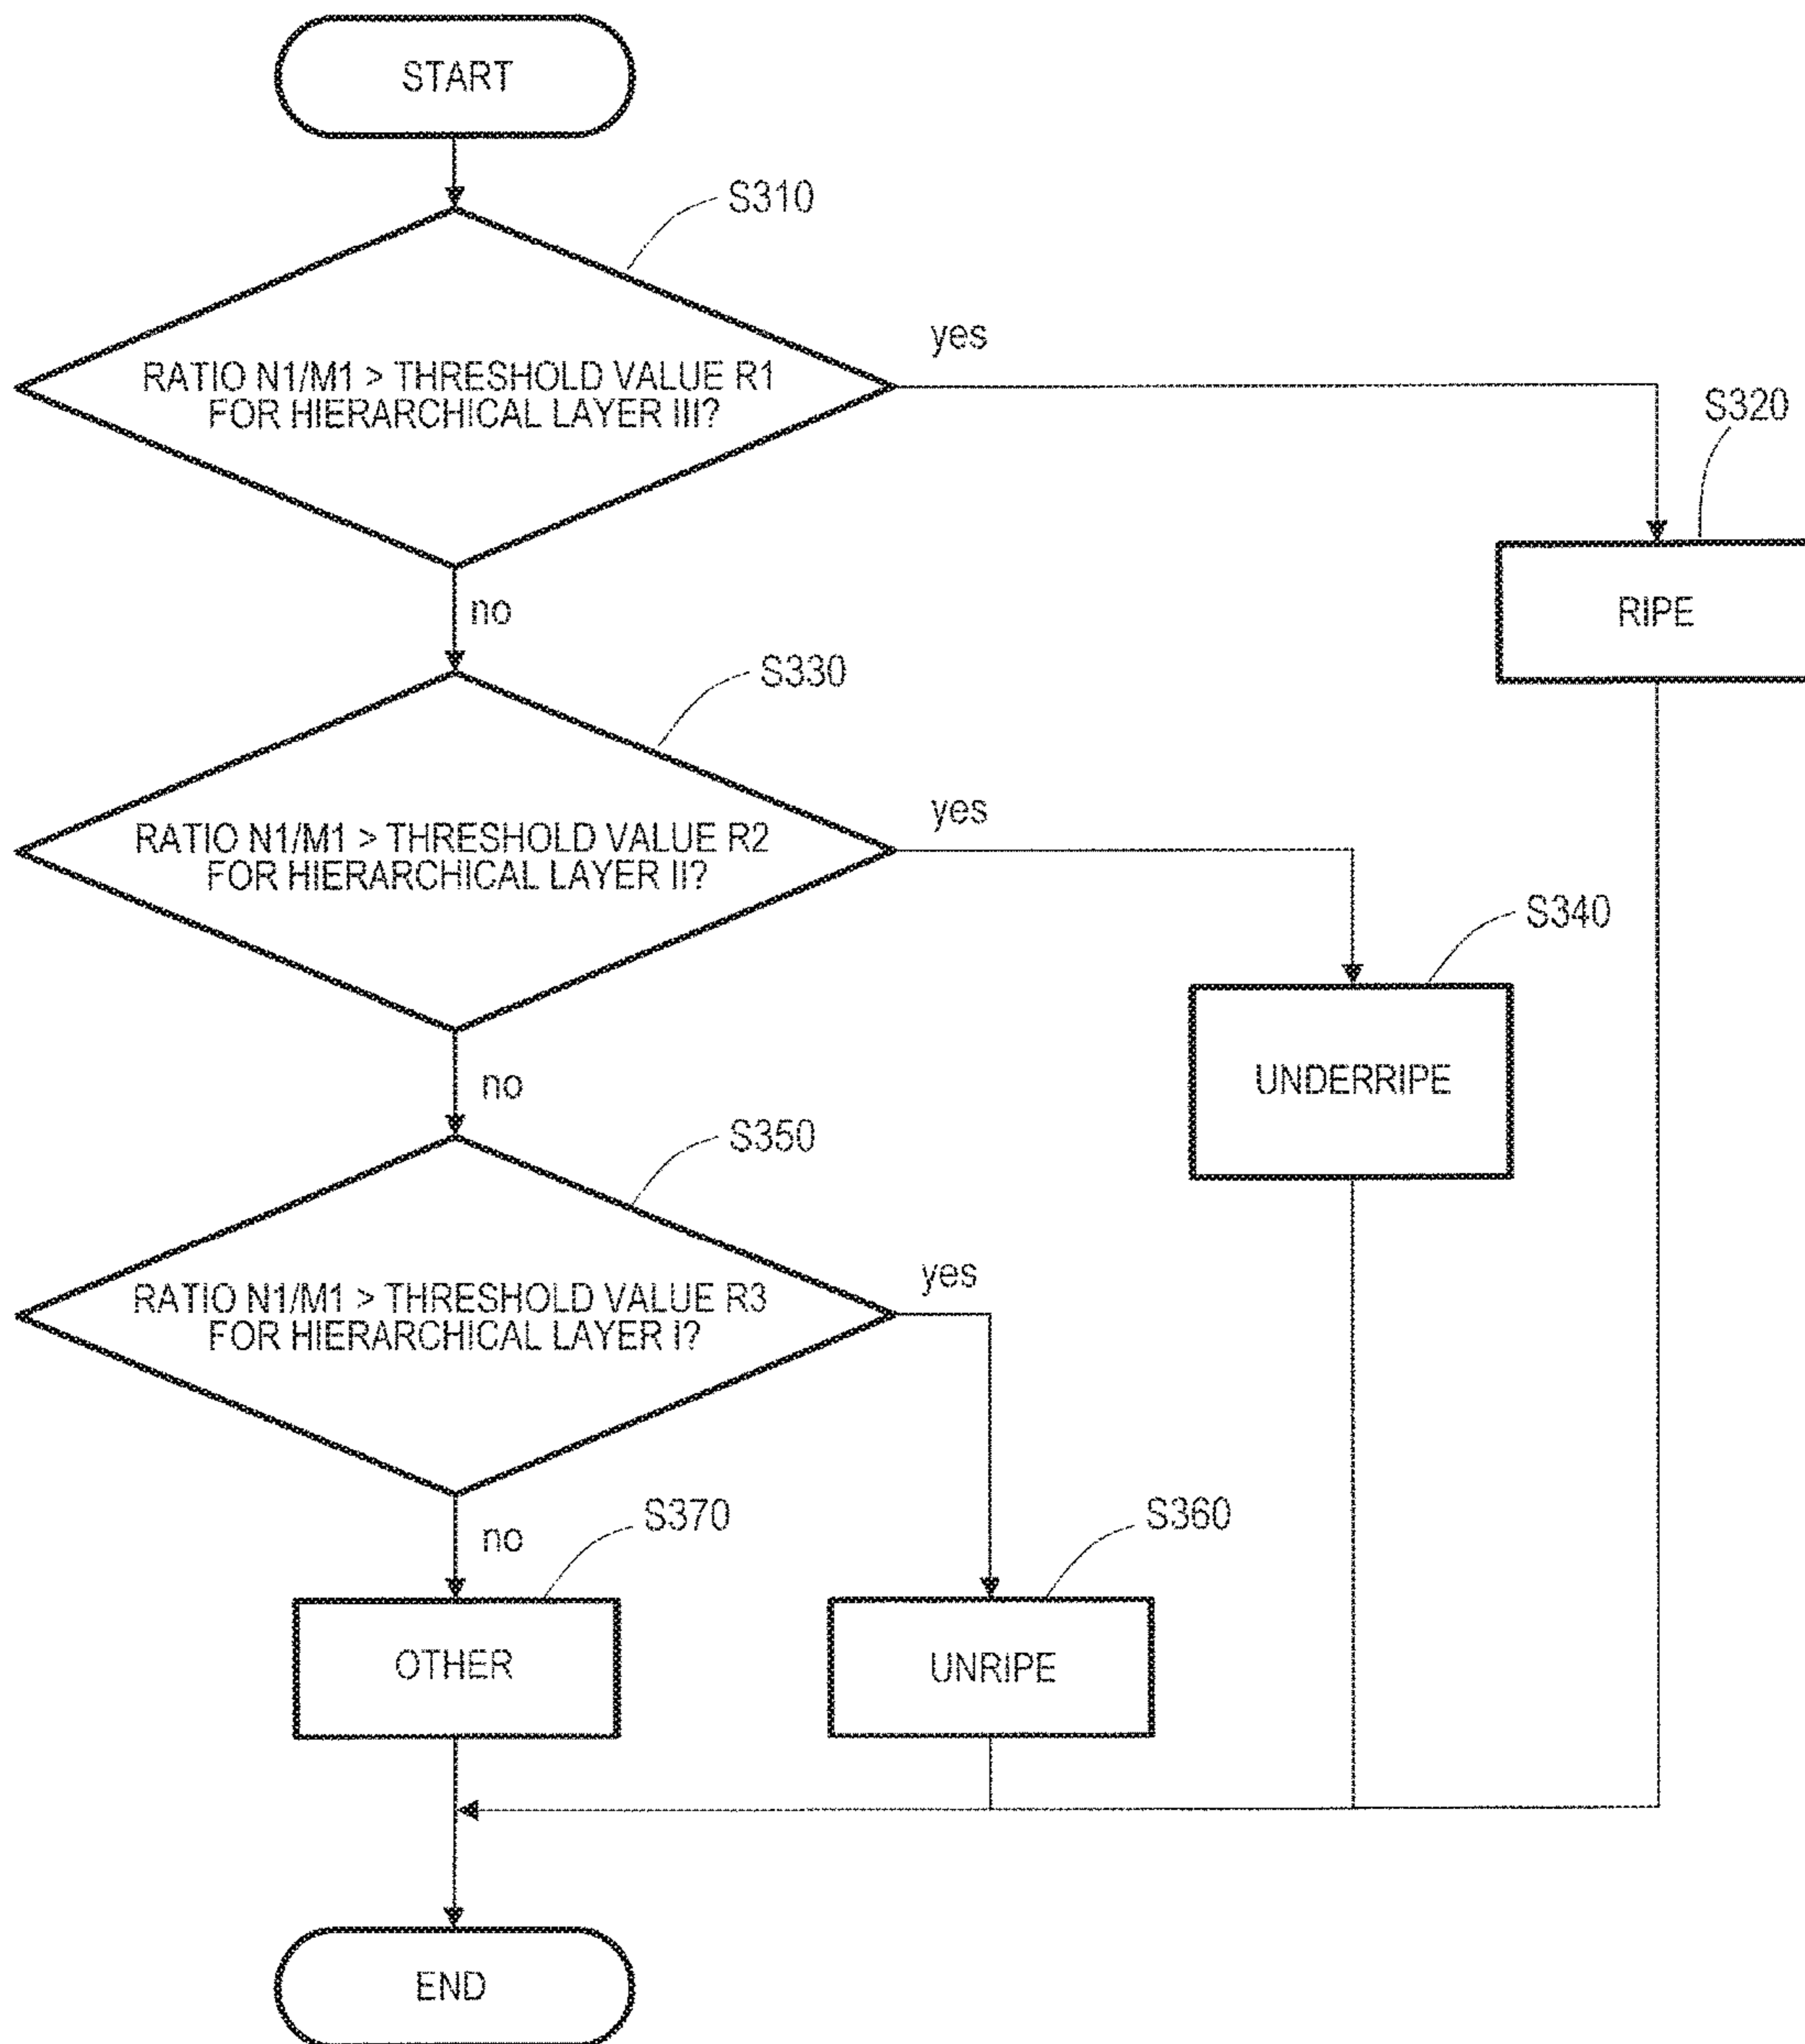 START
S310
RATIO N1/M1 > THRESHOLD VALUE R1
FOR HIERARCHICAL LAYER III?
yes
S320
RIPE
no
S330
RATIO N1/M1 > THRESHOLD VALUE R2
FOR HIERARCHICAL LAYER II?
yes
S340
UNDERRIPE
no
S350
RATIO N1/M1 > THRESHOLD VALUE R3
FOR HIERARCHICAL LAYER I?
yes
no
S370
S360
OTHER
UNRIPE
END